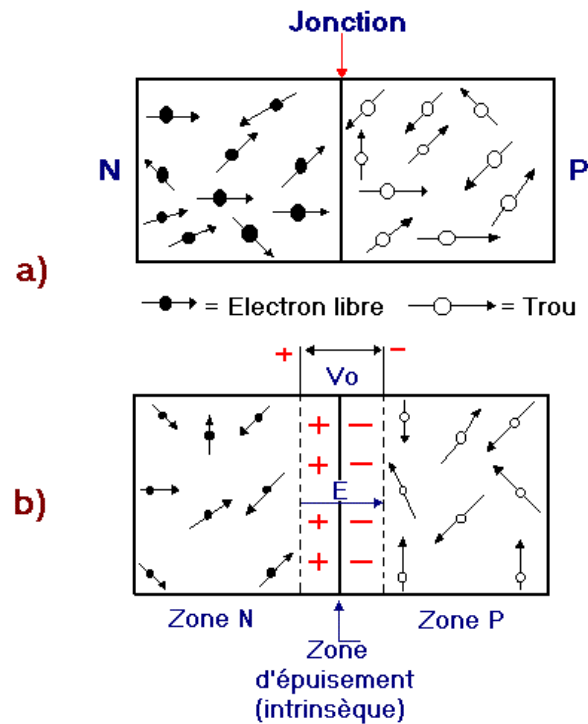 Jonction
N
P
a)
= Electron libre
= Trou
+
−
Vo
+ −
+ −
E
+ −
+ −
b)
Zone N
Zone P
Zone
d'épuisement
(intrinsèque)